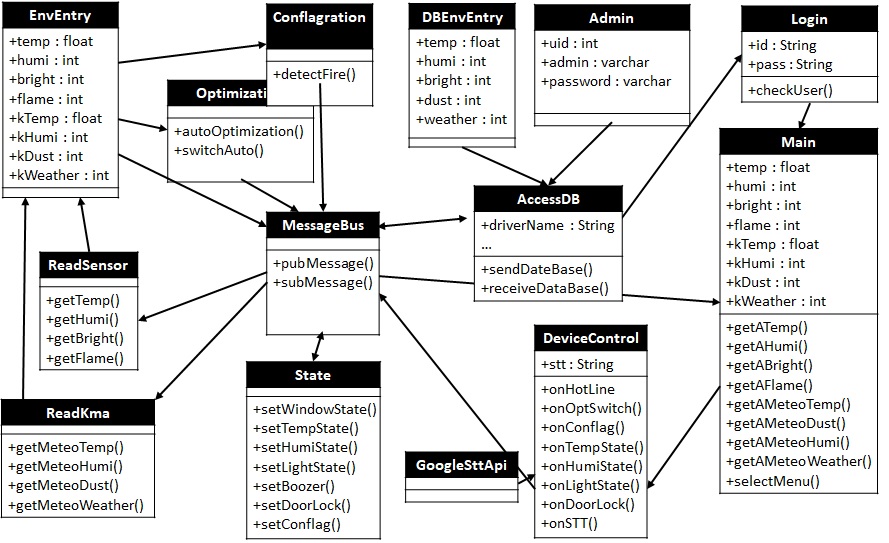 EnvEntry
+temp : float
+humi : int
+bright : int
+flame : int
+kTemp : float
+kHumi : int
+kDust : int
+kWeather : int
Conflagration
+detectFire()
Optimizati
+autoOptimization()
+switchAuto()
DBEnvEntry
+temp : float
+humi : int
+bright : int
+dust : int
+weather : int
Admin
+uid : int
+admin : varchar
+password : varchar
Login
+id : String
+pass : String
+checkUser()
Main
+temp : float
+humi : int
+bright : int
+flame : int
+kTemp : float
+kHumi : int
+kDust : int
+kWeather : int
+getATemp()
+getAHumi()
+getABright()
+getAFlame()
+getAMeteoTemp()
+getAMeteoDust()
+getAMeteoHumi()
+getAMeteoWeather()
+selectMenu()
AccessDB
+driverName : String
...
+sendDateBase()
+receiveDataBase()
MessageBus
+pubMessage()
+subMessage()
ReadSensor
+getTemp()
+getHumi()
+getBright()
+getFlame()
ReadKma
+getMeteoTemp()
+getMeteoHumi()
+getMeteoDust()
+getMeteoWeather()
State
+setWindowState()
+setTempState()
+setHumiState()
+setLightState()
+setBoozer()
+setDoorLock()
+setConflag()
GoogleSttApi
DeviceControl
+stt : String
+onHotLine
+onOptSwitch()
+onConflag()
+onTempState()
+onHumiState()
+onLightState()
+onDoorLock()
+onSTT()